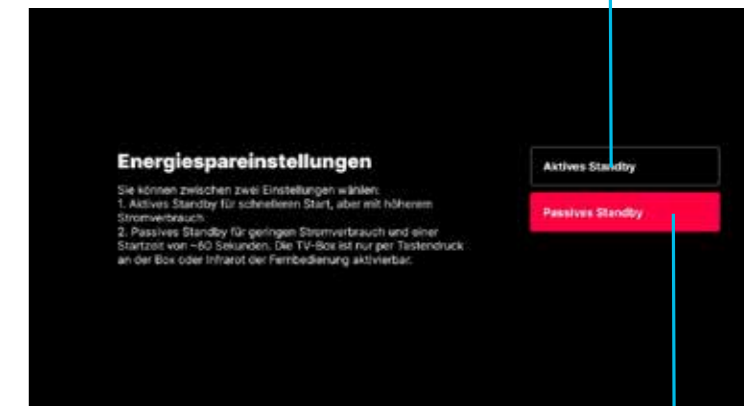 Energiespareinstellungen
Sie können zwischen zwei Einstellungen wählen:
1. Aktives Standby für schnelleren Start, aber mit höherem
Stromverbrauch
2. Passives Standby für geringen Stromverbrauch und einer
Startzeit von ~60 Sekunden. Die TV-Box ist nur per Tastendruck
an der Box oder Infrarot der Fernbedienung aktivierbar.
Aktives Standby
Passives Standby